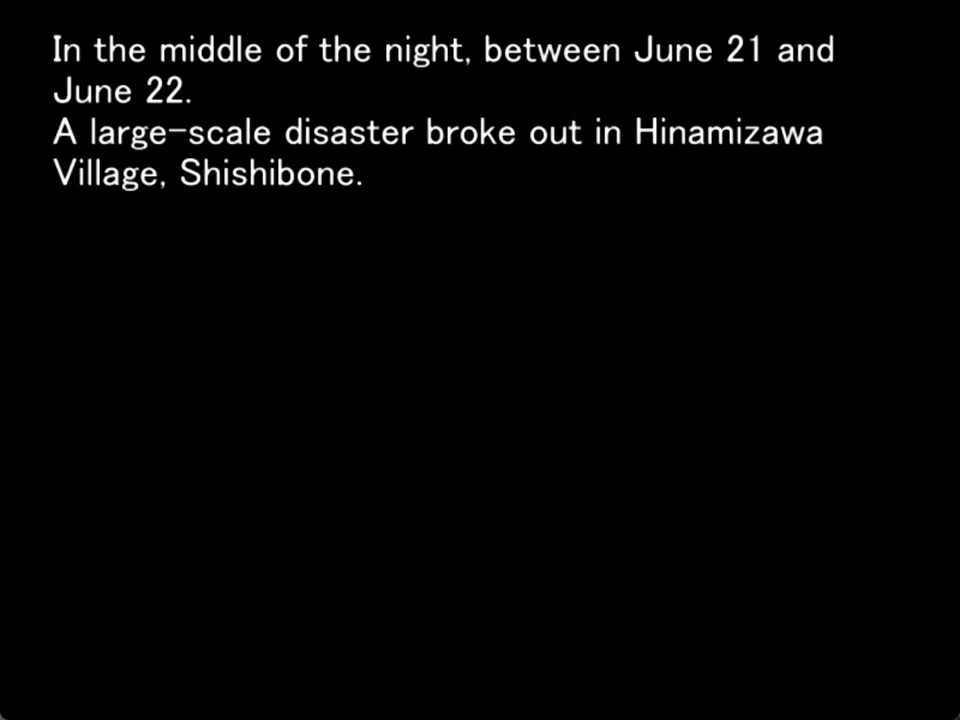 In the middle of the night, between June 21 and
June 22.
A large-scale disaster broke out in Hinamizawa
Village, Shishibone.